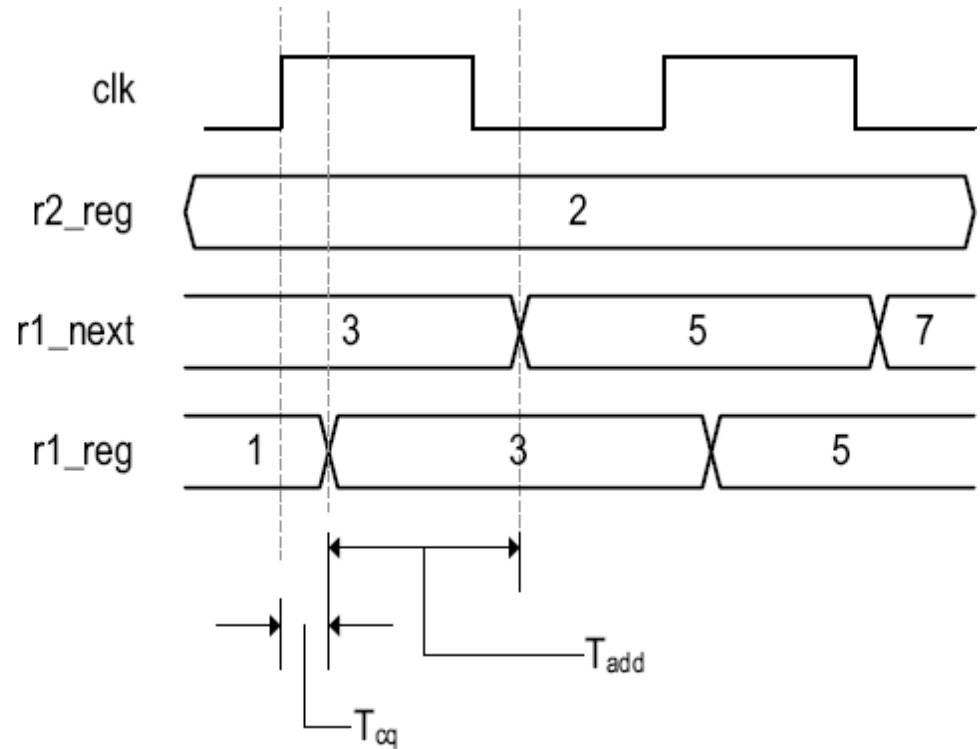 clk
r2_reg 2
r1_next 3 5 7
r1_reg 1 3 5
Tadd
Tcq